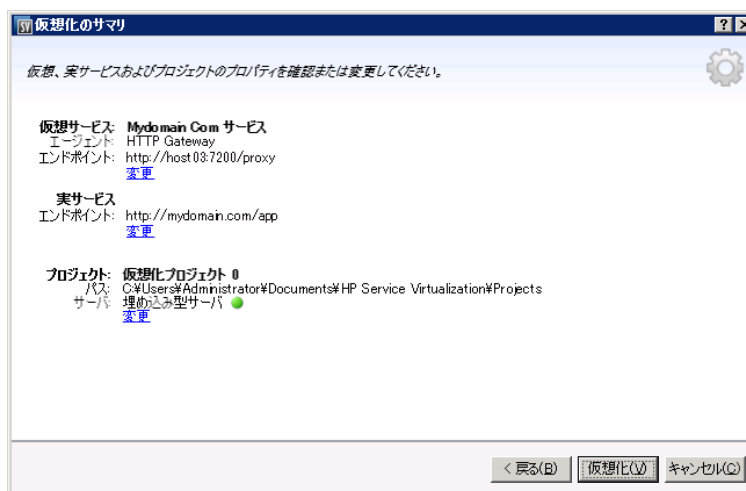 SV 仮想化のサマリ
仮想、実サービスおよびプロジェクトのプロパティを確認または変更してください。
仮想サービス: Mydomain Com サービス
エージェント: HTTP Gateway
エンドポイント: http://host03:7200/proxy
変更
実サービス
エンドポイント: http://mydomain.com/app
変更
プロジェクト: 仮想化プロジェクト 0
パス: C:¥Users¥Administrator¥Documents¥HP Service Virtualization¥Projects
サーバ: 埋め込み型サーバ
変更
< 戻る(B) 仮想化(V) キャンセル(C)